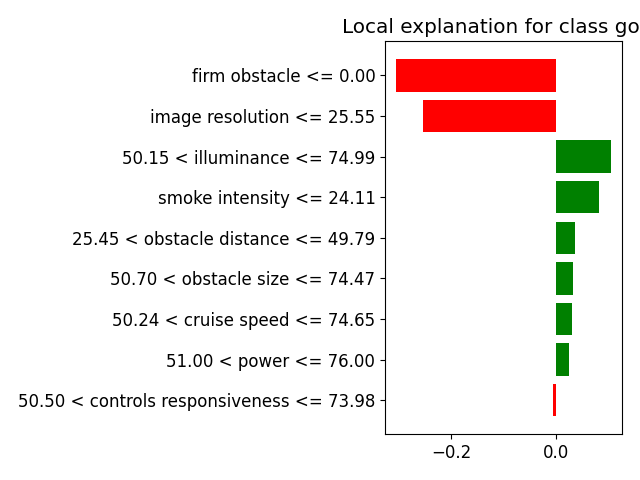 Local explanation for class go
firm obstacle <= 0.00
image resolution <= 25.55
50.15 < illuminance <= 74.99
smoke intensity <= 24.11
25.45 < obstacle distance <= 49.79
50.70 < obstacle size <= 74.47
50.24 < cruise speed <= 74.65
51.00 < power <= 76.00
50.50 < controls responsiveness <= 73.98
−0.2 0.0